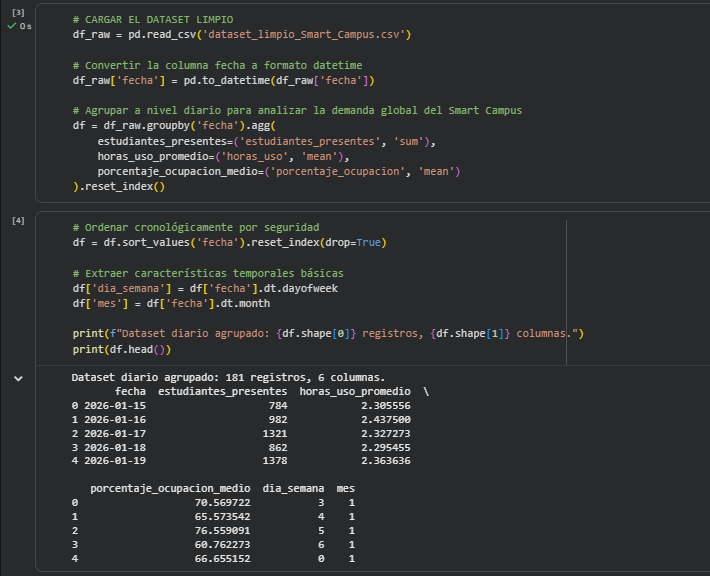 [3]
0 s
# CARGAR EL DATASET LIMPIO
df_raw = pd.read_csv('dataset_limpio_Smart_Campus.csv')
# Convertir la columna fecha a formato datetime
df_raw['fecha'] = pd.to_datetime(df_raw['fecha'])
# Agrupar a nivel diario para analizar la demanda global del Smart Campus
df = df_raw.groupby('fecha').agg(
    estudiantes_presentes=('estudiantes_presentes', 'sum'),
    horas_uso_promedio=('horas_uso', 'mean'),
    porcentaje_ocupacion_medio=('porcentaje_ocupacion', 'mean')
).reset_index()
[4]
# Ordenar cronológicamente por seguridad
df = df.sort_values('fecha').reset_index(drop=True)
# Extraer características temporales básicas
df['dia_semana'] = df['fecha'].dt.dayofweek
df['mes'] = df['fecha'].dt.month
print(f"Dataset diario agrupado: {df.shape[0]} registros, {df.shape[1]} columnas.")
print(df.head())
Dataset diario agrupado: 181 registros, 6 columnas.
       fecha  estudiantes_presentes  horas_uso_promedio  \
0 2026-01-15                    784            2.305556
1 2026-01-16                    982            2.437500
2 2026-01-17                   1321            2.327273
3 2026-01-18                    862            2.295455
4 2026-01-19                   1378            2.363636
   porcentaje_ocupacion_medio  dia_semana  mes
0                   70.569722           3    1
1                   65.573542           4    1
2                   76.559091           5    1
3                   60.762273           6    1
4                   66.655152           0    1